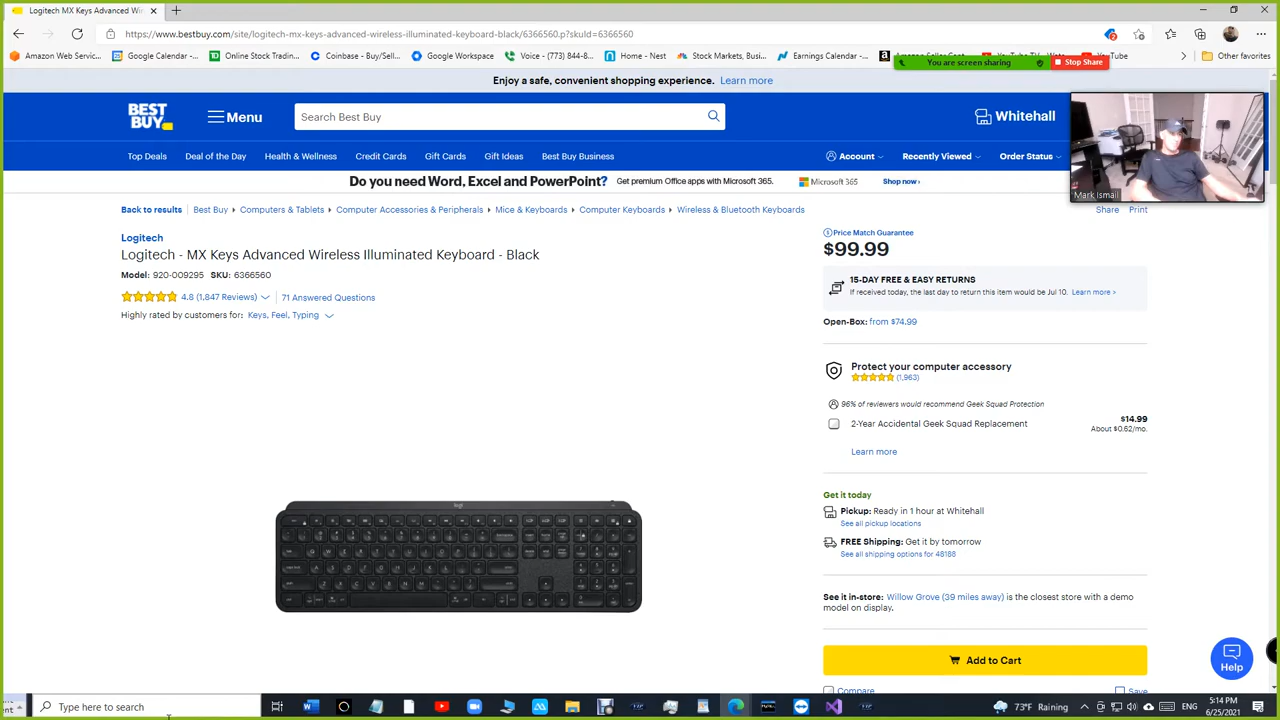 Logitech MX Keys Advanced Wi
https://www.bestbuy.com/site/logitech-mx-keys-advanced-wireless-illuminated-keyboard-black/6366560.p?skuId=6366560
Amazon Web Servic...
Google Calendar -...
Online Stock Tradin...
Coinbase - Buy/Sell...
Google Workspace
Voice - (773) 844-8...
Home - Next
Stock Markets, Busi...
Earnings Calendar -...
Other favorites
You are screen sharing
Stop Share
Enjoy a safe, convenient shopping experience. Learn more
BEST BUY
Menu
Search Best Buy
Whitehall
Mark Ismail
Top Deals
Deal of the Day
Health & Wellness
Credit Cards
Gift Cards
Gift Ideas
Best Buy Business
Account
Recently Viewed
Order Status
Do you need Word, Excel and PowerPoint? Get premium Office apps with Microsoft 365. Microsoft 365 Shop now ›
Back to results
Best Buy
Computers & Tablets
Computer Accessories & Peripherals
Mice & Keyboards
Computer Keyboards
Wireless & Bluetooth Keyboards
Share
Print
Logitech
Logitech - MX Keys Advanced Wireless Illuminated Keyboard - Black
Model: 920-009295 SKU: 6366560
4.8 (1,847 Reviews)
71 Answered Questions
Highly rated by customers for: Keys, Feel, Typing
Price Match Guarantee
$99.99
15-DAY FREE & EASY RETURNS
If received today, the last day to return this item would be Jul 10. Learn more >
Open-Box: from $74.99
Protect your computer accessory
(1,963)
96% of reviewers would recommend Geek Squad Protection
2-Year Accidental Geek Squad Replacement
$14.99
About $0.62/mo.
Learn more
Get it today
Pickup: Ready in 1 hour at Whitehall
See all pickup locations
FREE Shipping: Get it by tomorrow
See all shipping options for 48188
See it in-store: Willow Grove (39 miles away) is the closest store with a demo
model on display.
Add to Cart
Help
Compare
Save
logi
Type here to search
73°F Raining
5:14 PM
6/25/2021